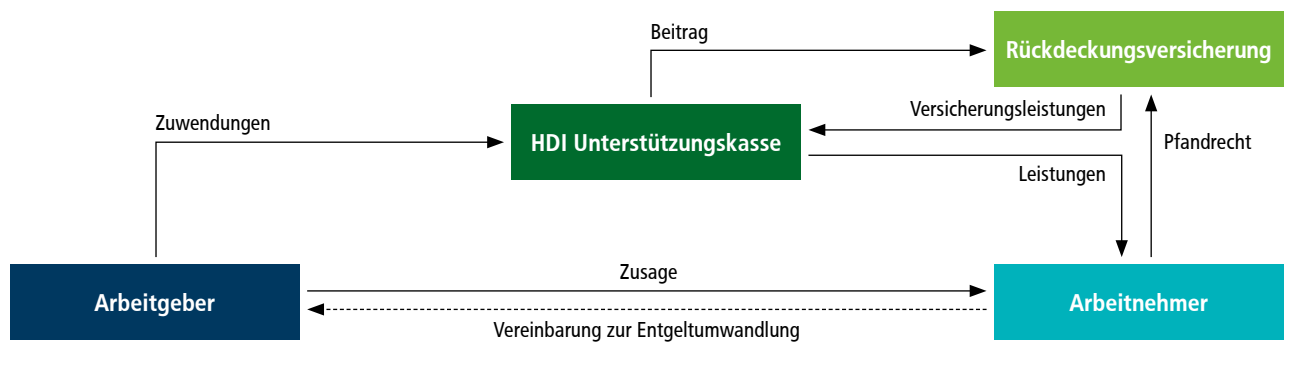 Beitrag
Rückdeckungsversicherung
Versicherungsleistungen
Zuwendungen
HDI Unterstützungskasse
Pfandrecht
Leistungen
Zusage
Arbeitgeber
Arbeitnehmer
Vereinbarung zur Entgeltumwandlung